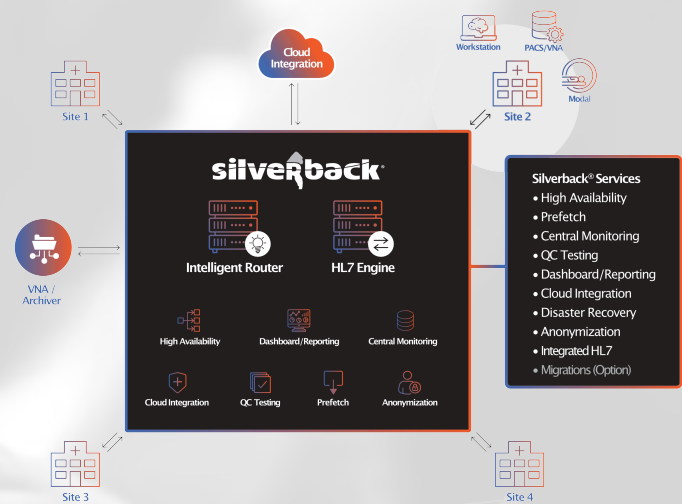 Cloud
Integration
Workstation
PACS/VNA
Modal
Site 1
Site 2
silverback
Intelligent Router
HL7 Engine
High Availability
Dashboard/Reporting
Central Monitoring
Cloud Integration
QC Testing
Prefetch
Anonymization
VNA /
Archiver
Silverback® Services
• High Availability
• Prefetch
• Central Monitoring
• QC Testing
• Dashboard/Reporting
• Cloud Integration
• Disaster Recovery
• Anonymization
• Integrated HL7
• Migrations (Option)
Site 3
Site 4